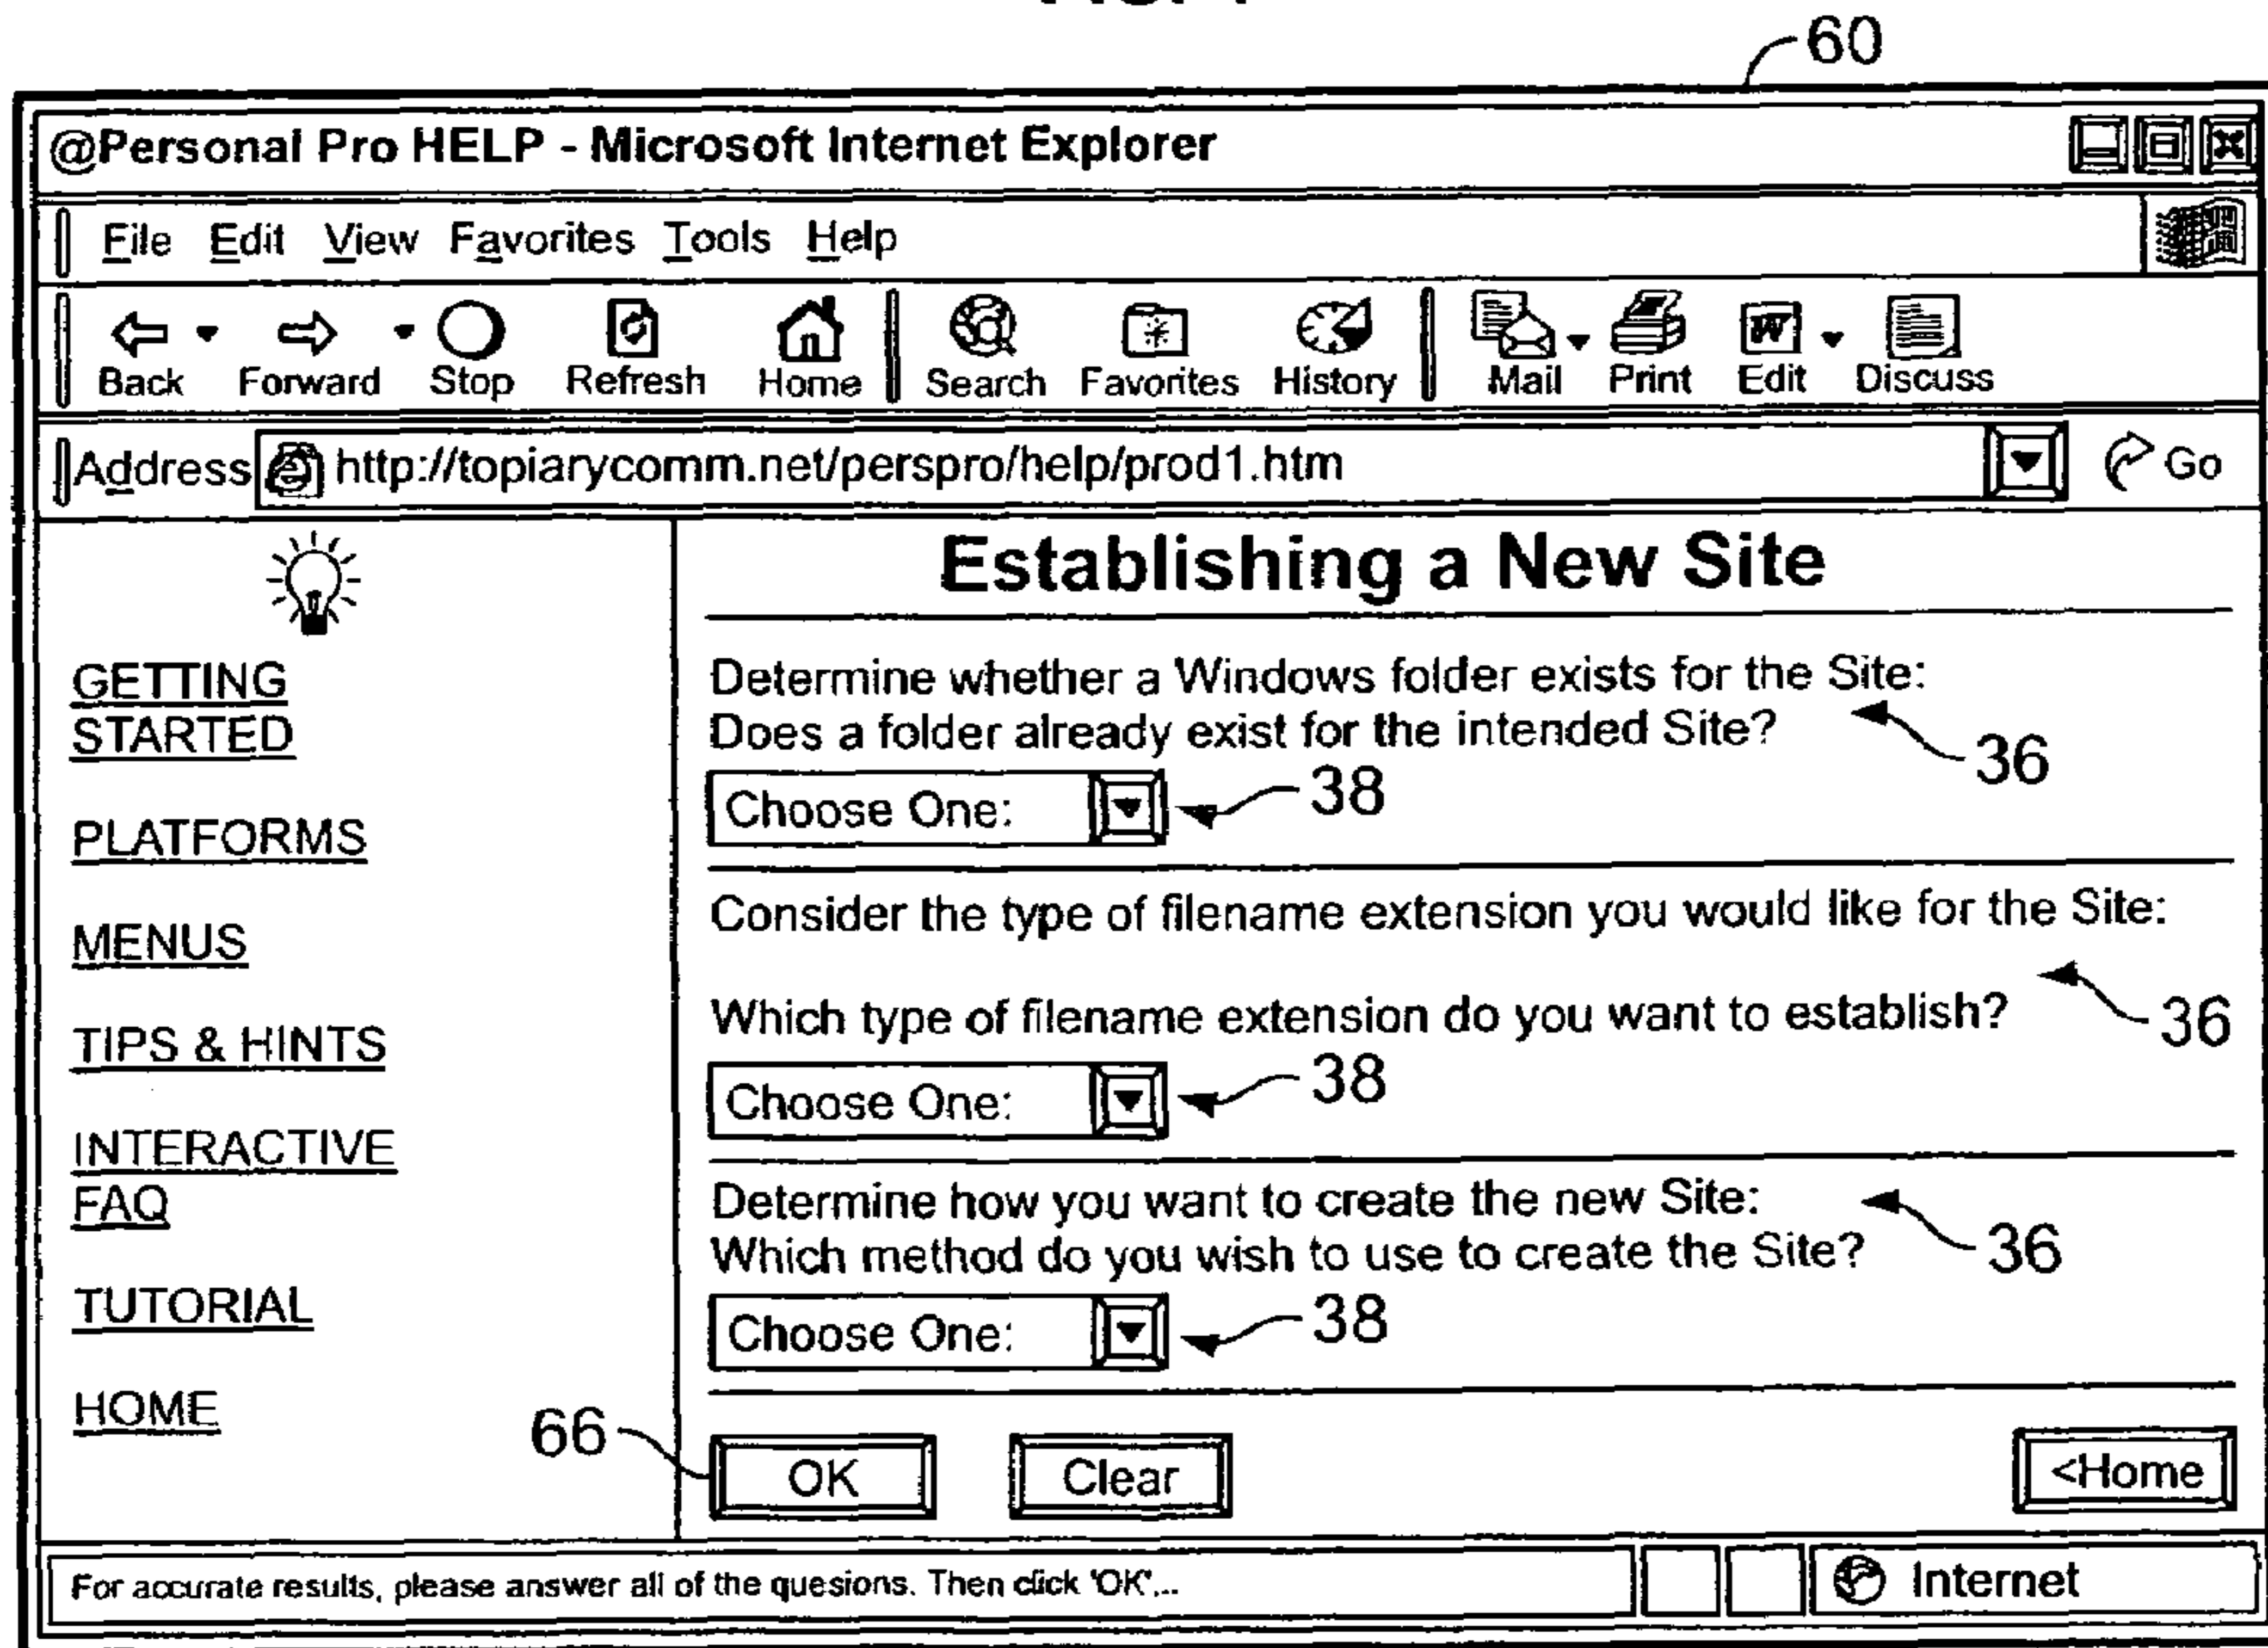 60
@Personal Pro HELP - Microsoft Internet Explorer
File Edit View Favorites Tools Help
Back Forward Stop Refresh Home Search Favorites History Mail Print Edit Discuss
Address http://topiarycomm.net/perspro/help/prod1.htm Go
GETTING
STARTED
PLATFORMS
MENUS
TIPS & HINTS
INTERACTIVE
FAQ
TUTORIAL
HOME
Establishing a New Site
Determine whether a Windows folder exists for the Site:
Does a folder already exist for the intended Site?
36
Choose One: 38
Consider the type of filename extension you would like for the Site:
Which type of filename extension do you want to establish? 36
Choose One: 38
Determine how you want to create the new Site:
Which method do you wish to use to create the Site? 36
Choose One: 38
66 OK Clear <Home
For accurate results, please answer all of the quesions. Then click 'OK'... Internet